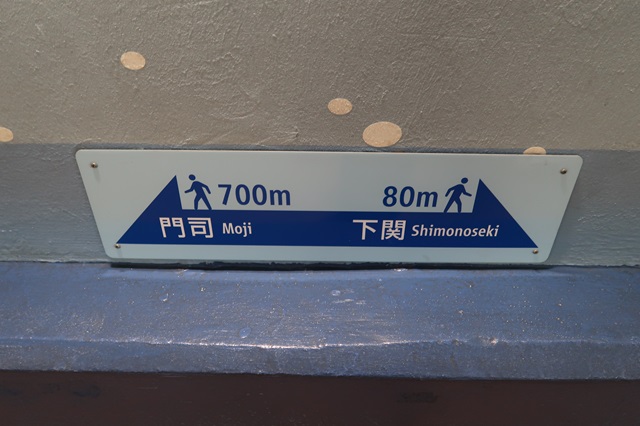 700m 80m
門司 Moji 下関 Shimonoseki